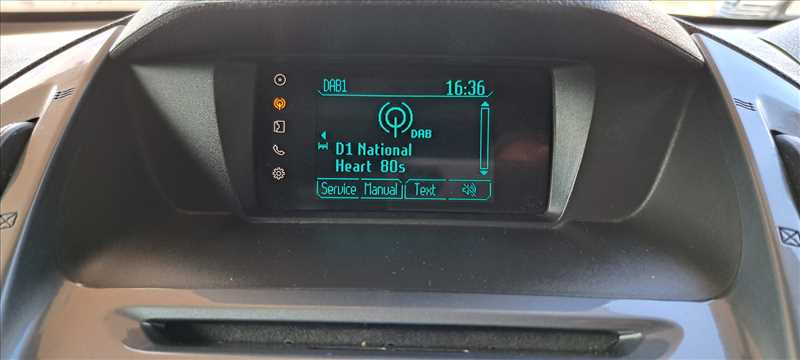 DAB1 16:36
DAB
D1 National
Heart 80s
Service Manual Text